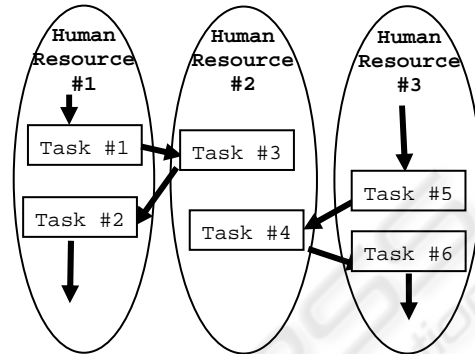 Human
Resource
#1
Human
Resource
#2
Human
Resource
#3
Task #1
Task #3
Task #2
Task #5
Task #4
Task #6